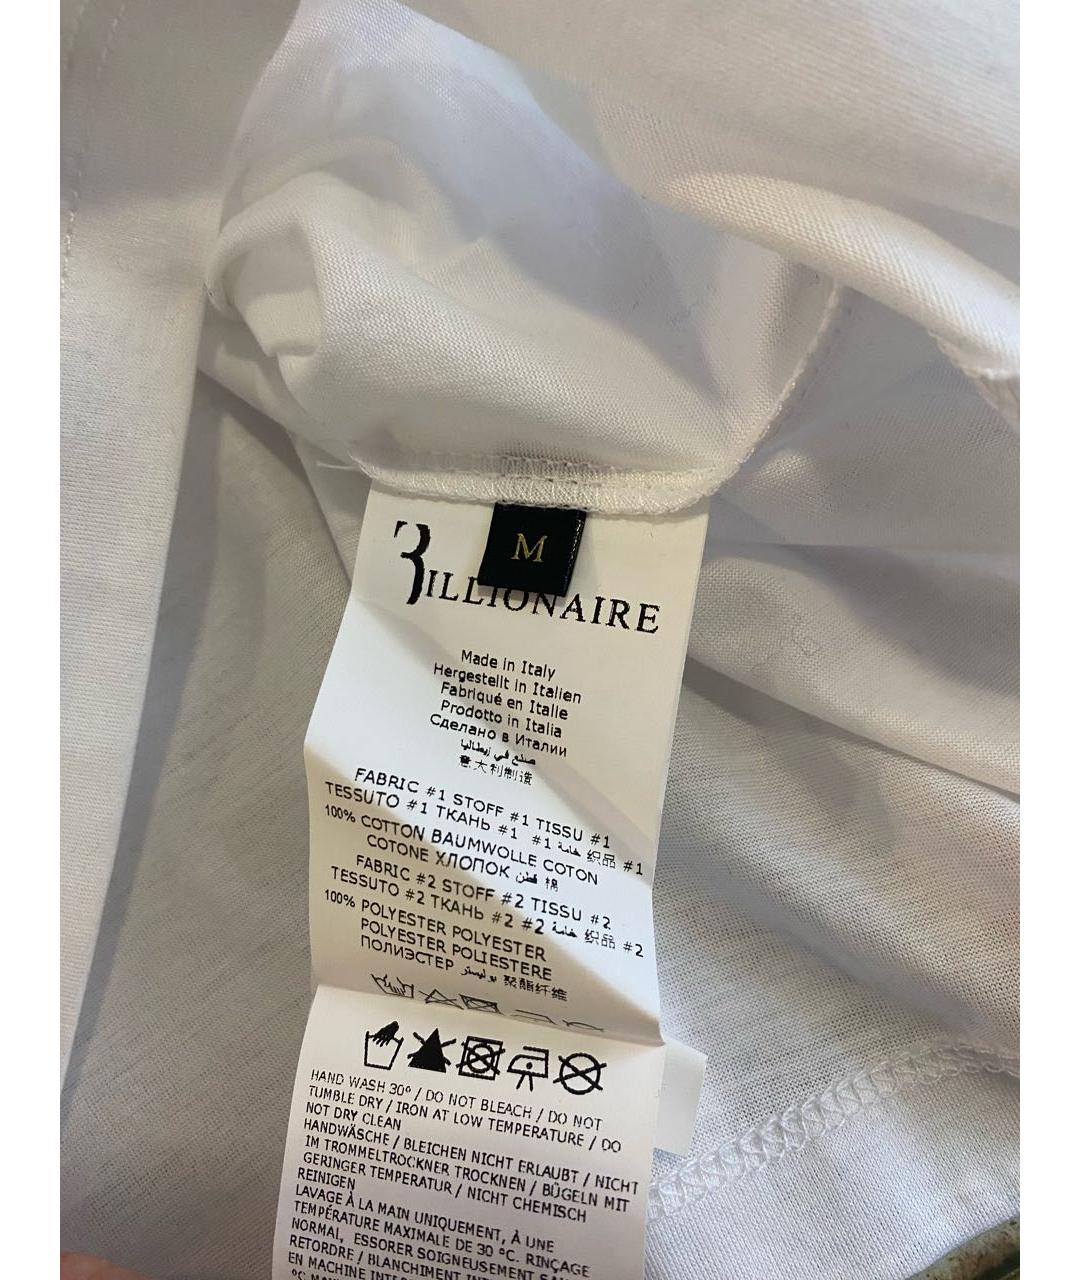 M
BILLIONAIRE
Made in Italy
Hergestellt in Italien
Fabriqué en Italie
Prodotto in Italia
Сделано в Италии
صنع في إيطاليا
意大利制造
FABRIC #1 STOFF #1 TISSU #1
TESSUTO #1 ТКАНЬ #1 #1 خامة 织品 #1
100% COTTON BAUMWOLLE COTON
COTONE ХЛОПОК قطن 棉
FABRIC #2 STOFF #2 TISSU #2
TESSUTO #2 ТКАНЬ #2 #2 خامة 织品 #2
100% POLYESTER POLYESTER
POLYESTER POLIESTERE
ПОЛИЭСТЕР بوليستر 聚酯纤维
HAND WASH 30° / DO NOT BLEACH / DO NOT
TUMBLE DRY / IRON AT LOW TEMPERATURE / DO
NOT DRY CLEAN
HANDWÄSCHE / BLEICHEN NICHT ERLAUBT / NICHT
IM TROMMELTROCKNER TROCKNEN / BÜGELN MIT
GERINGER TEMPERATUR / NICHT CHEMISCH
REINIGEN
LAVAGE À LA MAIN UNIQUEMENT, À UNE
TEMPÉRATURE MAXIMALE DE 30 °C. RINÇAGE
NORMAL, ESSORER SOIGNEUSEMENT SANS
RETORDRE / BLANCHIMENT
EN MACHINE